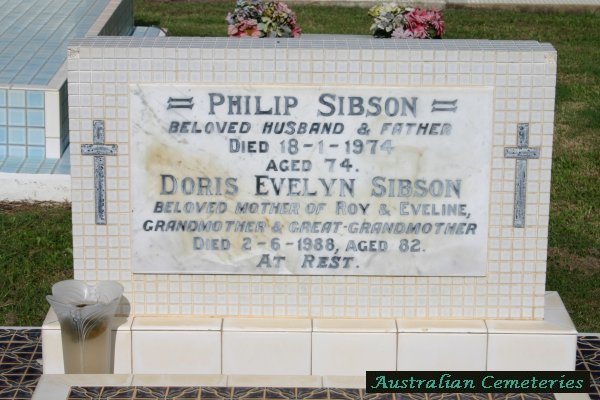 = PHILIP SIBSON =
BELOVED HUSBAND & FATHER
DIED 18-1-1974
AGED 74.
DORIS EVELYN SIBSON
BELOVED MOTHER OF ROY & EVELINE,
GRANDMOTHER & GREAT-GRANDMOTHER
DIED 2-6-1988, AGED 82.
AT REST.
Australian Cemeteries